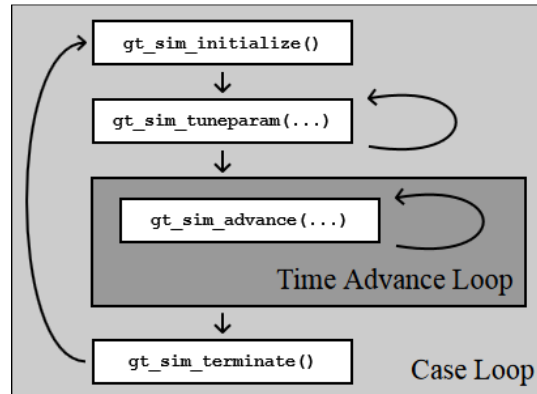 gt_sim_initialize()
gt_sim_tuneparam(...)
gt_sim_advance(...)
Time Advance Loop
gt_sim_terminate()
Case Loop